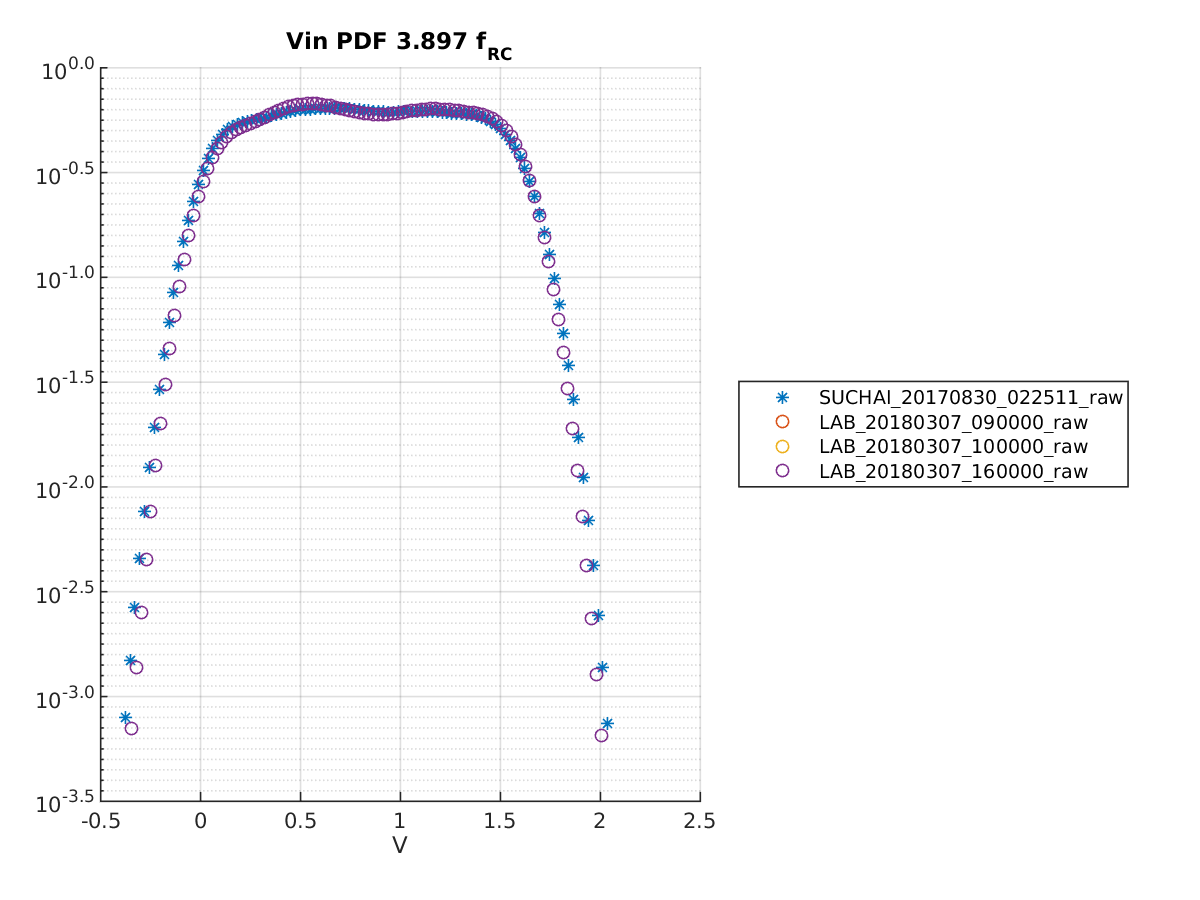 Vin PDF 3.897 f_RC
10^0.0
10^-0.5
10^-1.0
10^-1.5
10^-2.0
10^-2.5
10^-3.0
10^-3.5
-0.5 0 0.5 1 1.5 2 2.5
V
SUCHAI_20170830_022511_raw
LAB_20180307_090000_raw
LAB_20180307_100000_raw
LAB_20180307_160000_raw